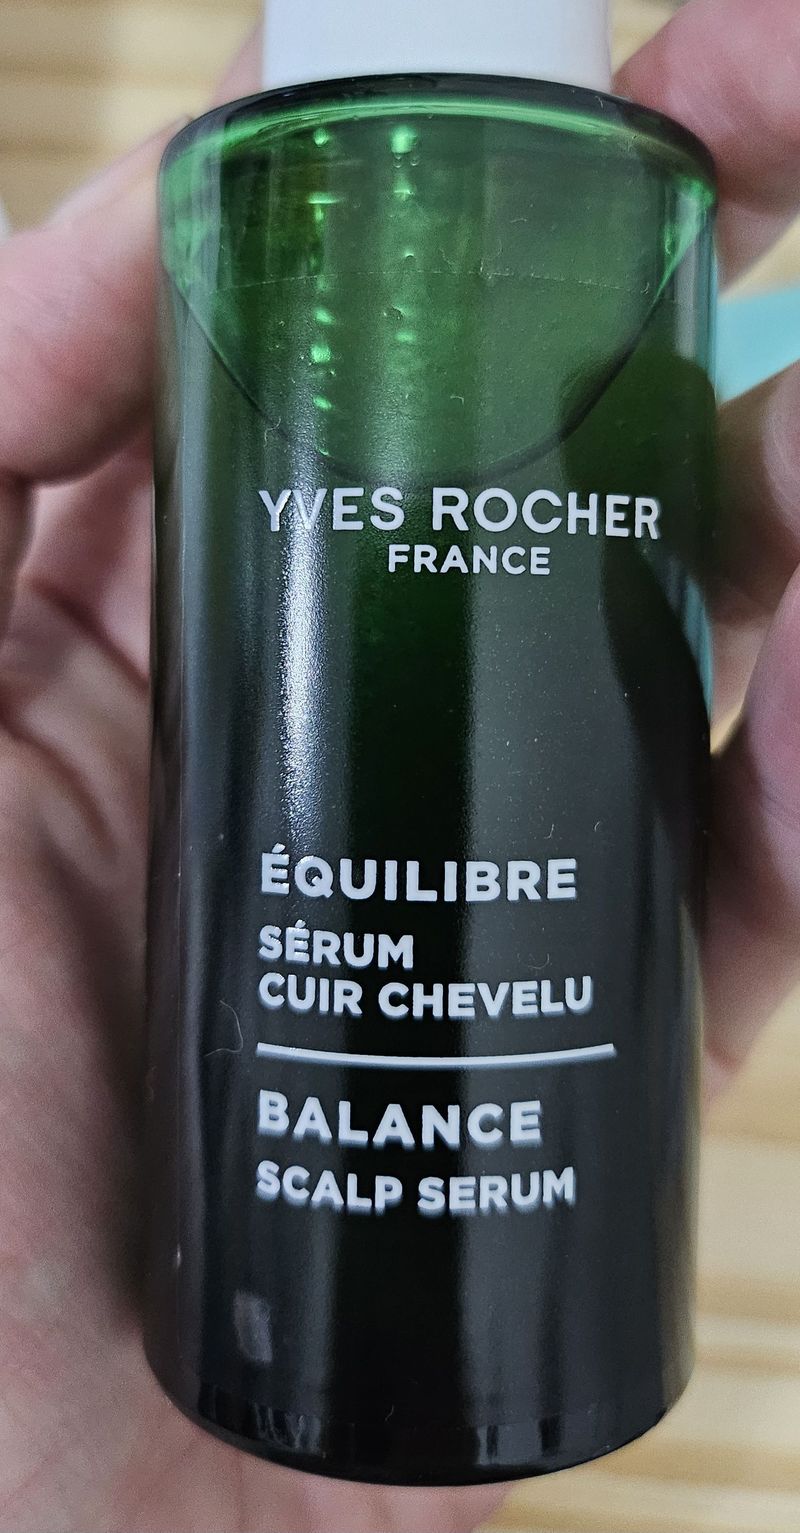 YVES ROCHER
FRANCE
ÉQUILIBRE
SÉRUM
CUIR CHEVELU
BALANCE
SCALP SERUM